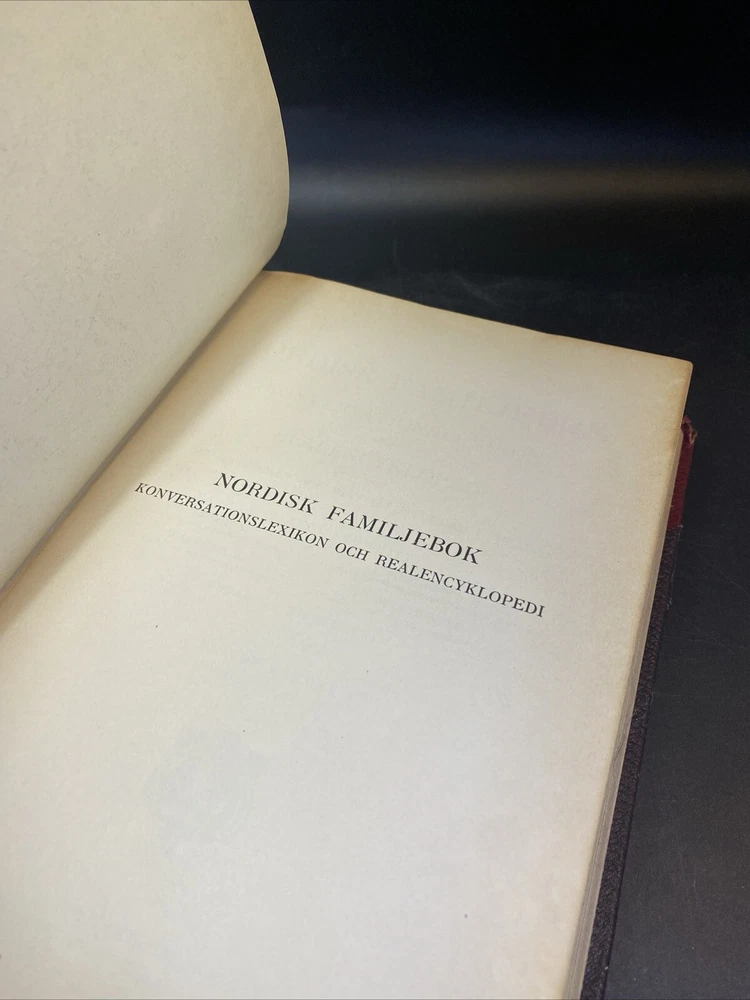 NORDISK FAMILJEBOK
KONVERSATIONSLEXIKON OCH REALENCYKLOPEDI